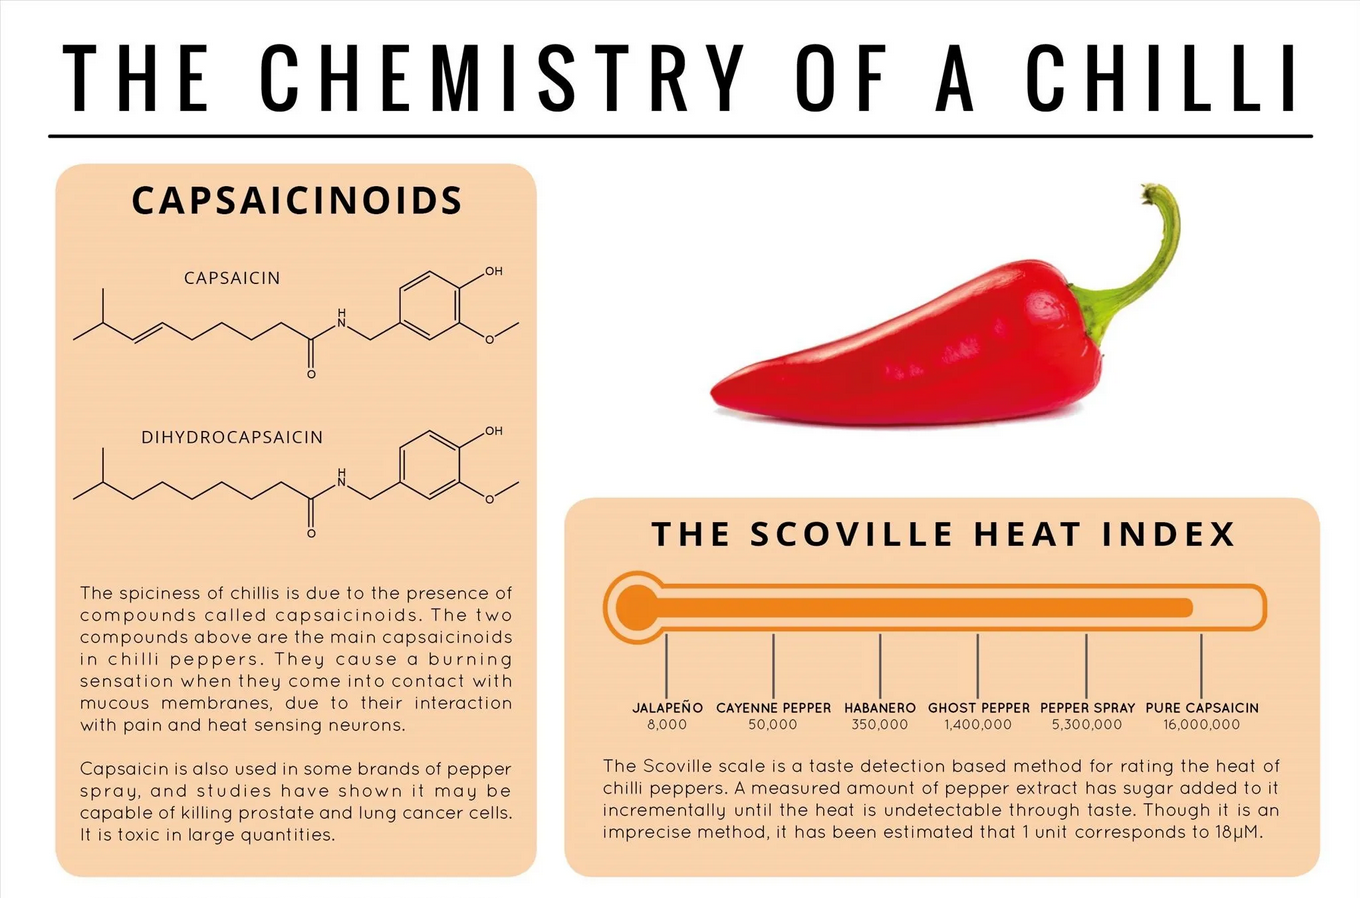 THE CHEMISTRY OF A CHILLI
CAPSAICINOIDS
CAPSAICIN
OH
H
N
O
O
DIHYDROCAPSAICIN
OH
H
N
O
O
The spiciness of chillis is due to the presence of
compounds called capsaicinoids. The two
compounds above are the main capsaicinoids
in chilli peppers. They cause a burning
sensation when they come into contact with
mucous membranes, due to their interaction
with pain and heat sensing neurons.
Capsaicin is also used in some brands of pepper
spray, and studies have shown it may be
capable of killing prostate and lung cancer cells.
It is toxic in large quantities.
THE SCOVILLE HEAT INDEX
JALAPEÑO CAYENNE PEPPER HABANERO GHOST PEPPER PEPPER SPRAY PURE CAPSAICIN
8,000 50,000 350,000 1,400,000 5,300,000 16,000,000
The Scoville scale is a taste detection based method for rating the heat of
chilli peppers. A measured amount of pepper extract has sugar added to it
incrementally until the heat is undetectable through taste. Though it is an
imprecise method, it has been estimated that 1 unit corresponds to 18µM.